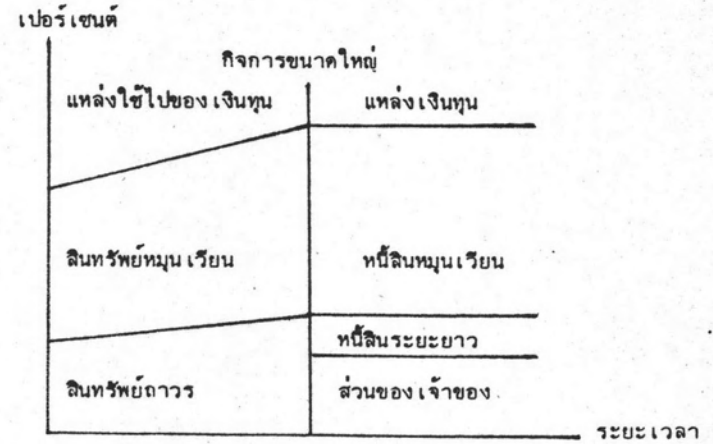 เปอร์เซนต์
กิจการขนาดใหญ่
แหล่งใช้ไปของเงินทุน
แหล่งเงินทุน
สินทรัพย์หมุนเวียน
หนี้สินหมุนเวียน
หนี้สินระยะยาว
สินทรัพย์ถาวร
ส่วนของเจ้าของ
ระยะเวลา